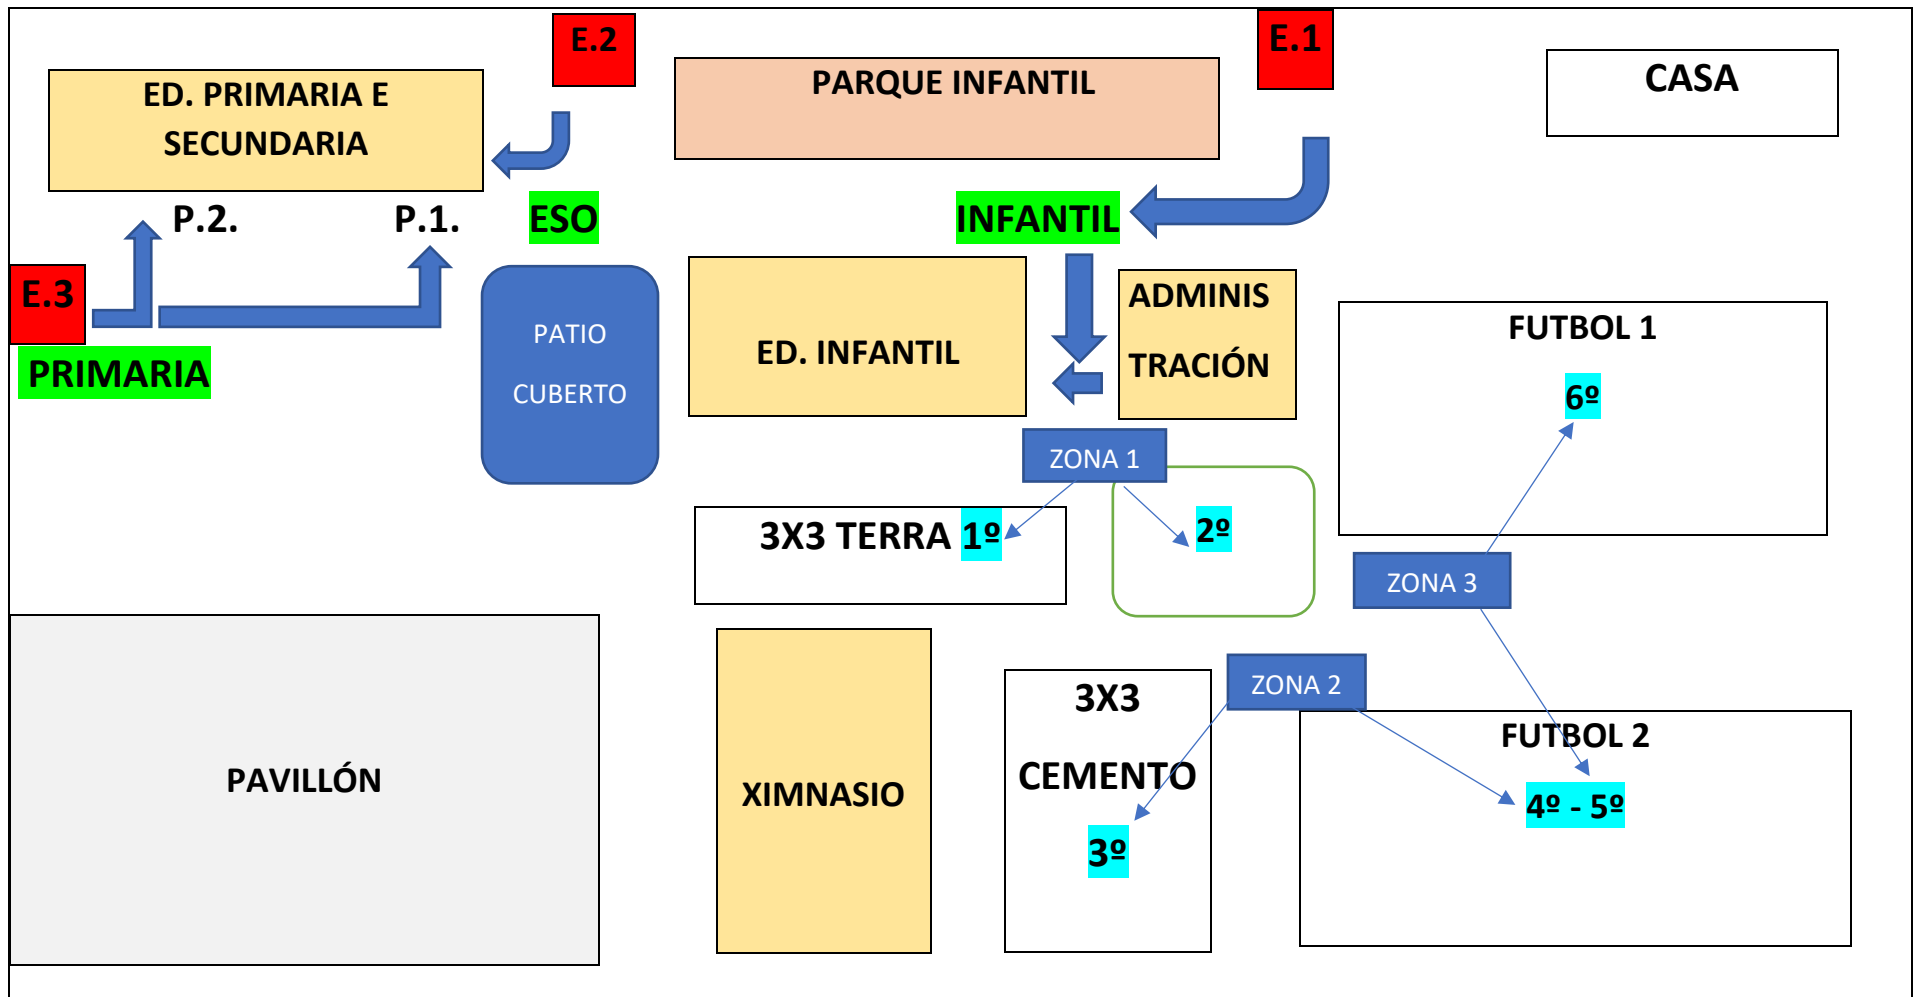 E.2
E.1
ED. PRIMARIA E
SECUNDARIA
PARQUE INFANTIL
CASA
P.2.
P.1.
ESO
INFANTIL
E.3
PRIMARIA
PATIO
CUBERTO
ED. INFANTIL
ADMINIS
TRACIÓN
FUTBOL 1
6º
ZONA 1
3X3 TERRA 1º
2º
ZONA 3
PAVILLÓN
XIMNASIO
3X3
CEMENTO
3º
ZONA 2
FUTBOL 2
4º - 5º